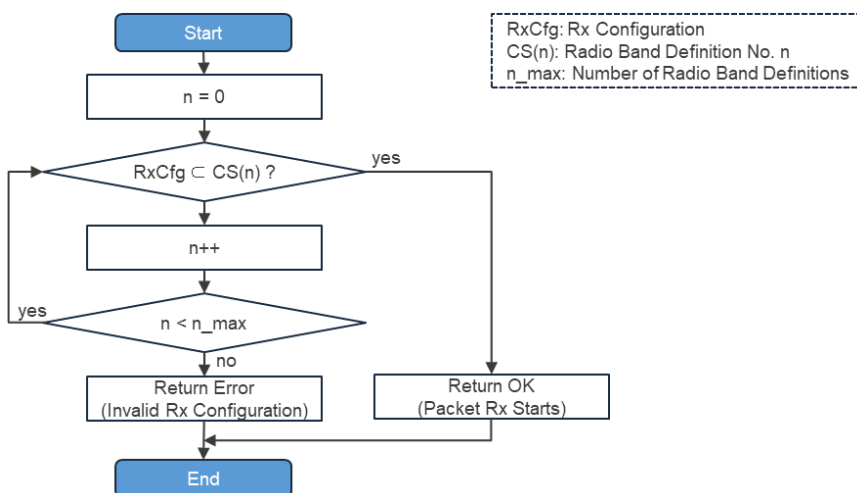 Start
RxCfg: Rx Configuration
CS(n): Radio Band Definition No. n
n_max: Number of Radio Band Definitions
n = 0
RxCfg ⊂ CS(n) ?
yes
n++
yes
n < n_max
no
Return Error
(Invalid Rx Configuration)
Return OK
(Packet Rx Starts)
End